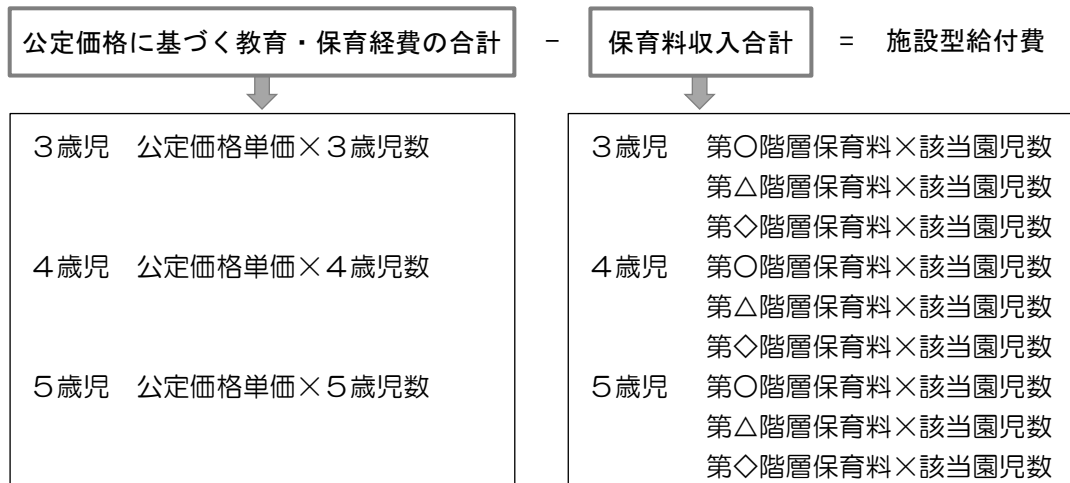 公定価格に基づく教育・保育経費の合計 － 保育料収入合計 ＝ 施設型給付費
３歳児 公定価格単価×３歳児数
４歳児 公定価格単価×４歳児数
５歳児 公定価格単価×５歳児数
３歳児 第○階層保育料×該当園児数
第△階層保育料×該当園児数
第◇階層保育料×該当園児数
４歳児 第○階層保育料×該当園児数
第△階層保育料×該当園児数
第◇階層保育料×該当園児数
５歳児 第○階層保育料×該当園児数
第△階層保育料×該当園児数
第◇階層保育料×該当園児数